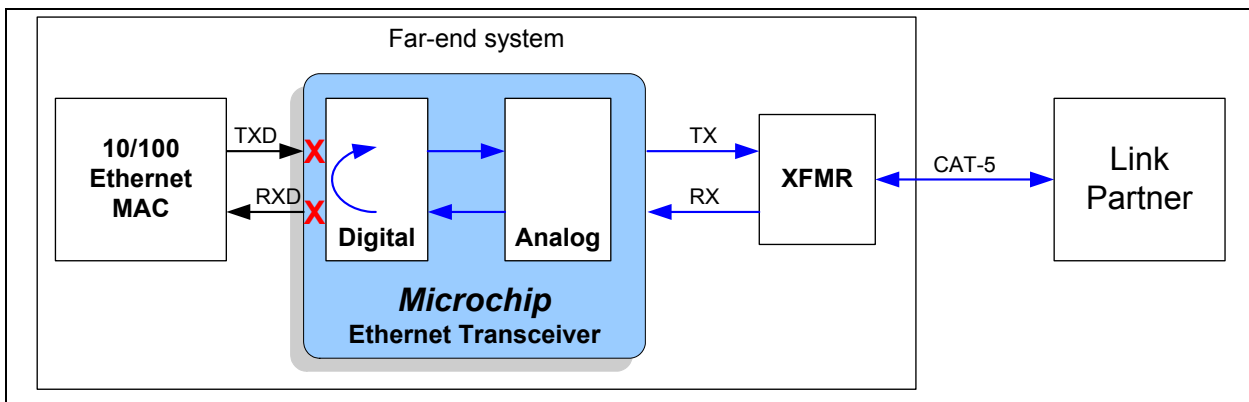 Far-end system
10/100
Ethernet
MAC
TXD
RXD
X
X
Digital
Analog
Microchip
Ethernet Transceiver
TX
RX
XFMR
CAT-5
Link
Partner